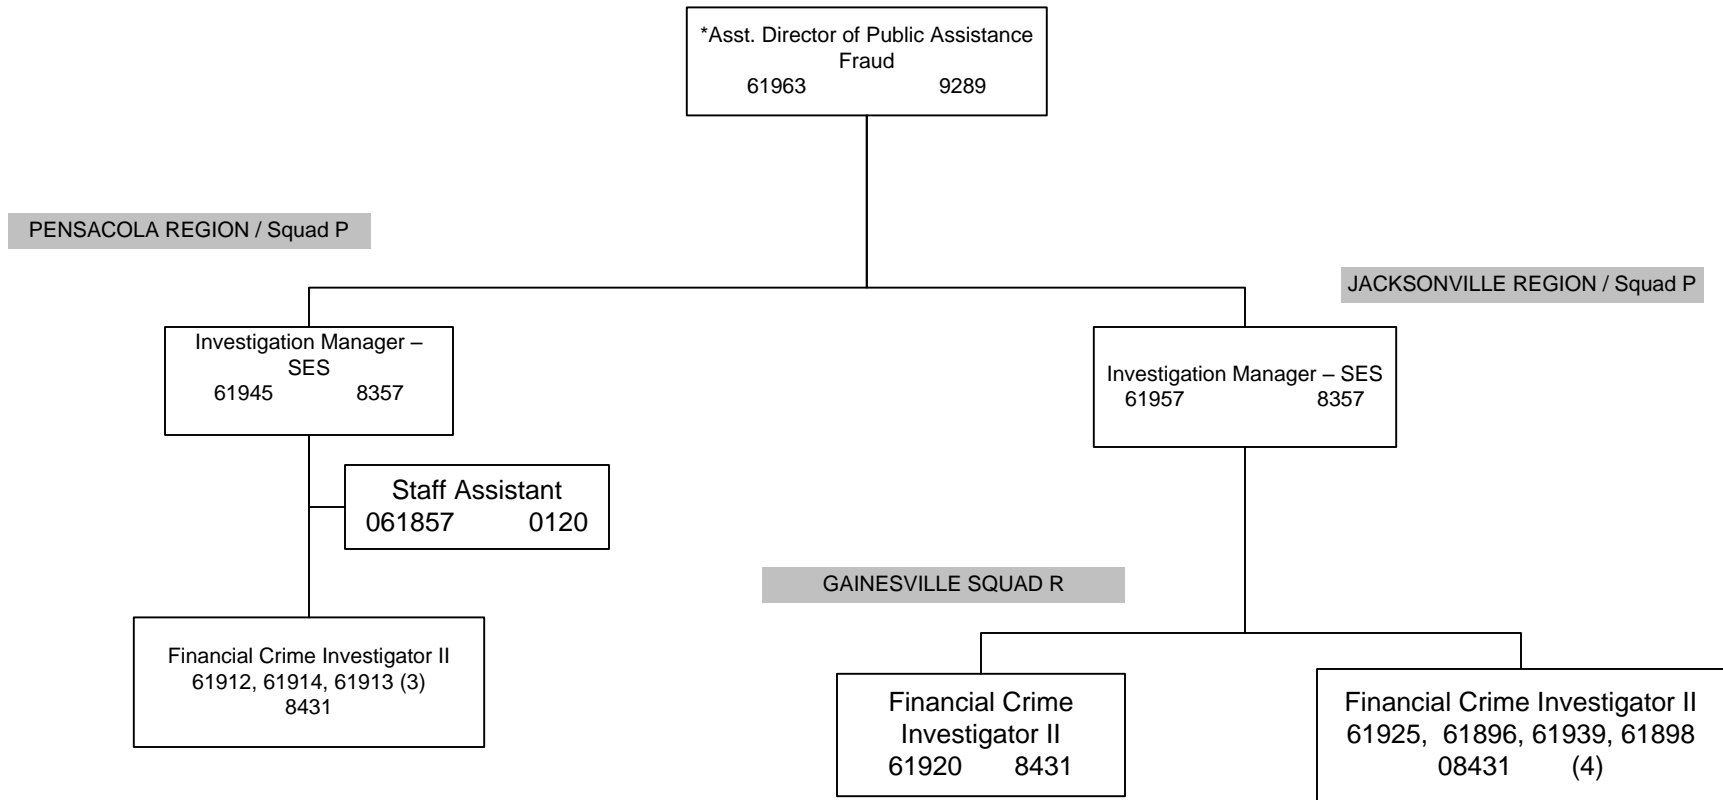 *Asst. Director of Public Assistance
Fraud
61963 9289
PENSACOLA REGION / Squad P
JACKSONVILLE REGION / Squad P
Investigation Manager –
SES
61945 8357
Investigation Manager – SES
61957 8357
Staff Assistant
061857 0120
GAINESVILLE SQUAD R
Financial Crime Investigator II
61912, 61914, 61913 (3)
8431
Financial Crime
Investigator II
61920 8431
Financial Crime Investigator II
61925, 61896, 61939, 61898
08431 (4)